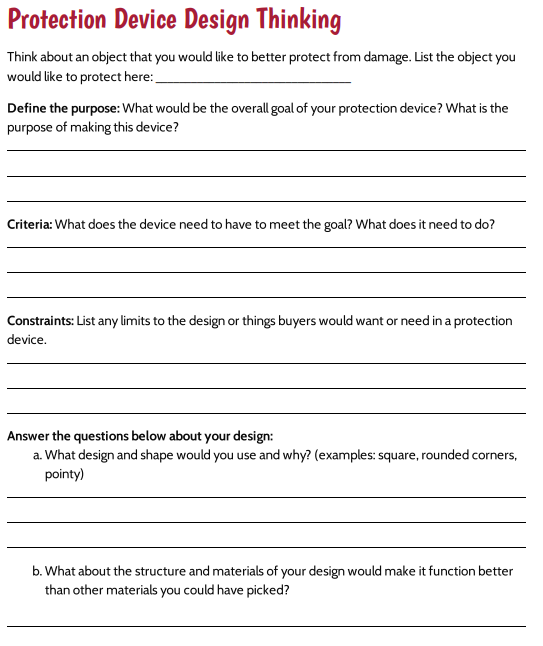 Protection Device Design Thinking
Think about an object that you would like to better protect from damage. List the object you
would like to protect here: ______________________________
Define the purpose: What would be the overall goal of your protection device? What is the
purpose of making this device?
Criteria: What does the device need to have to meet the goal? What does it need to do?
Constraints: List any limits to the design or things buyers would want or need in a protection
device.
Answer the questions below about your design:
a. What design and shape would you use and why? (examples: square, rounded corners,
pointy)
b. What about the structure and materials of your design would make it function better
than other materials you could have picked?